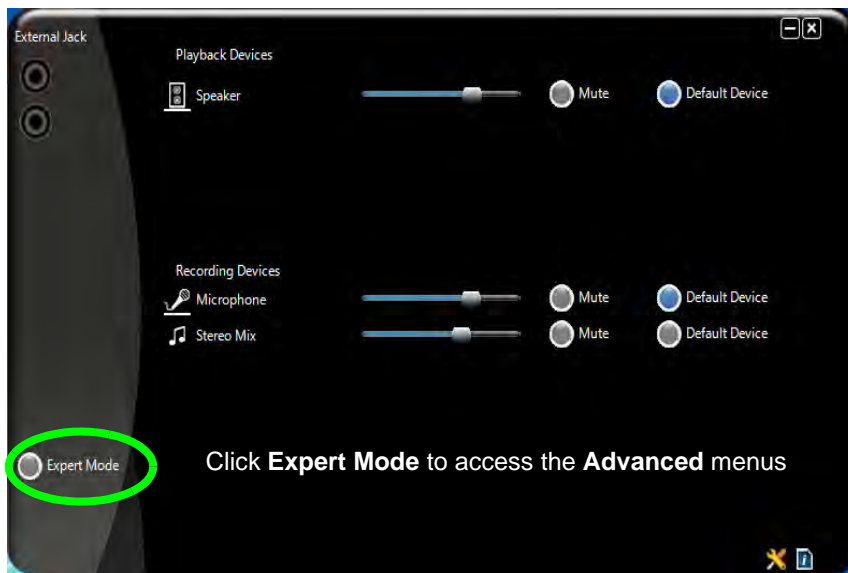 External Jack
Playback Devices
Speaker Mute Default Device
Recording Devices
Microphone Mute Default Device
Stereo Mix Mute Default Device
Expert Mode Click Expert Mode to access the Advanced menus
i